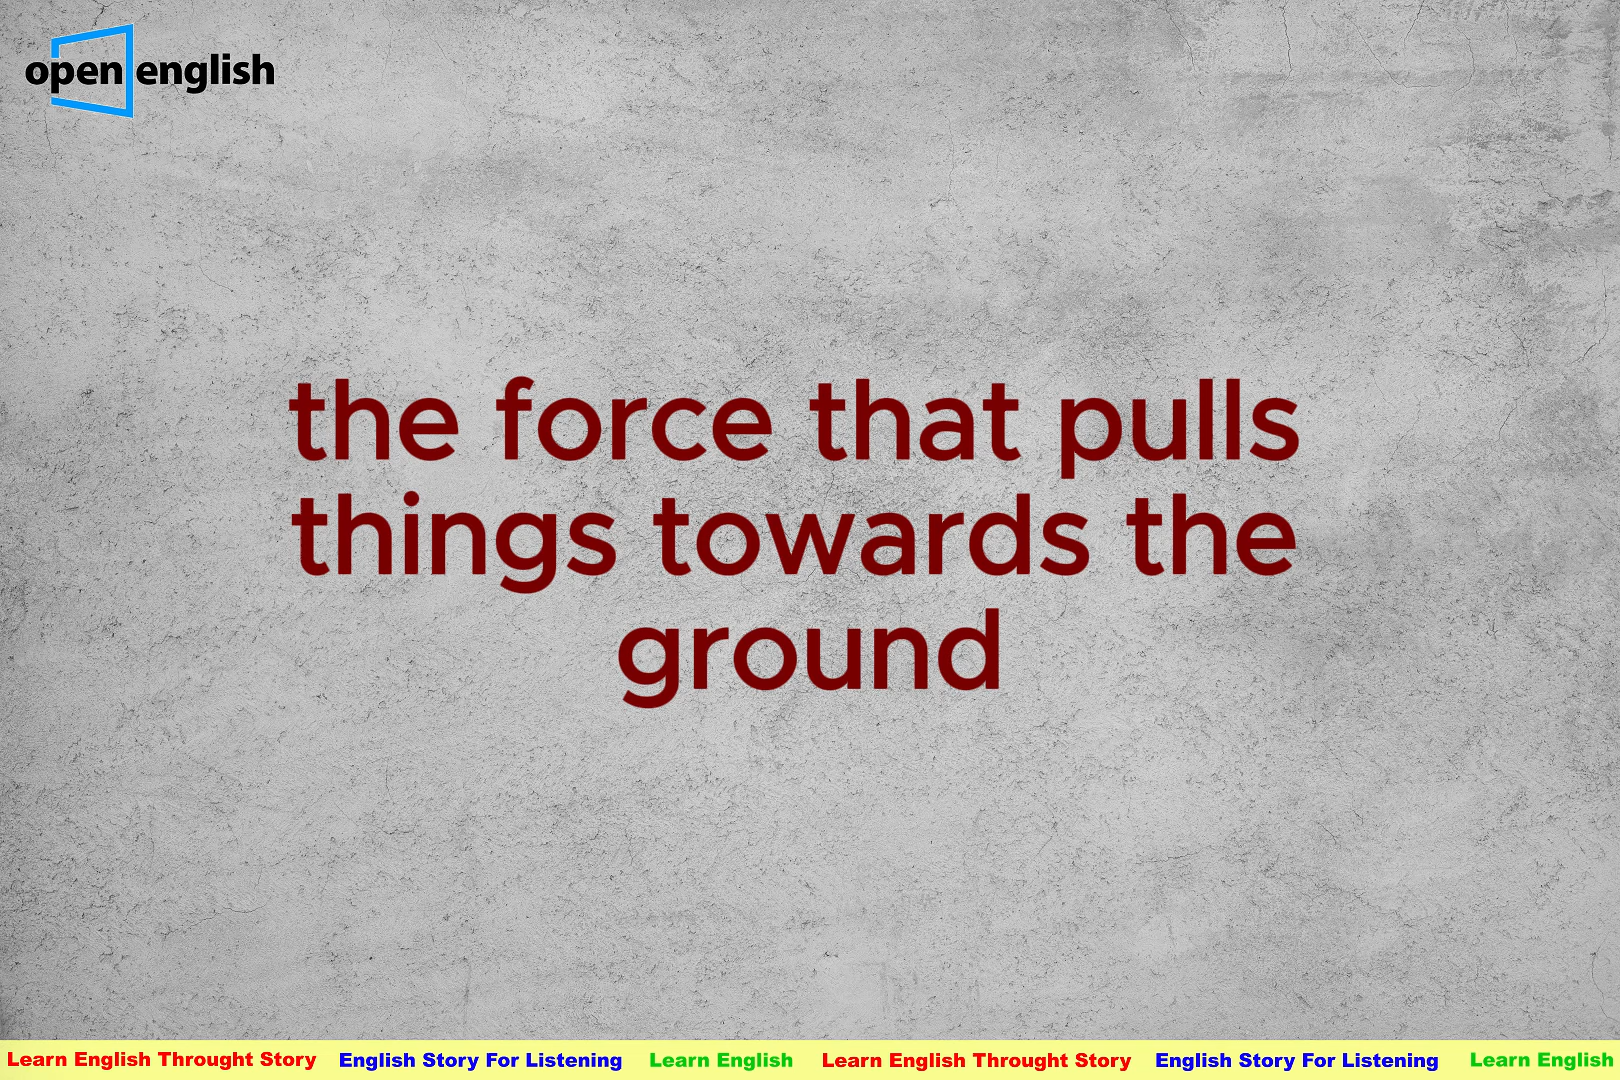 open english
the force that pulls
things towards the
ground
Learn English Throught Story English Story For Listening Learn English Learn English Throught Story English Story For Listening Learn English